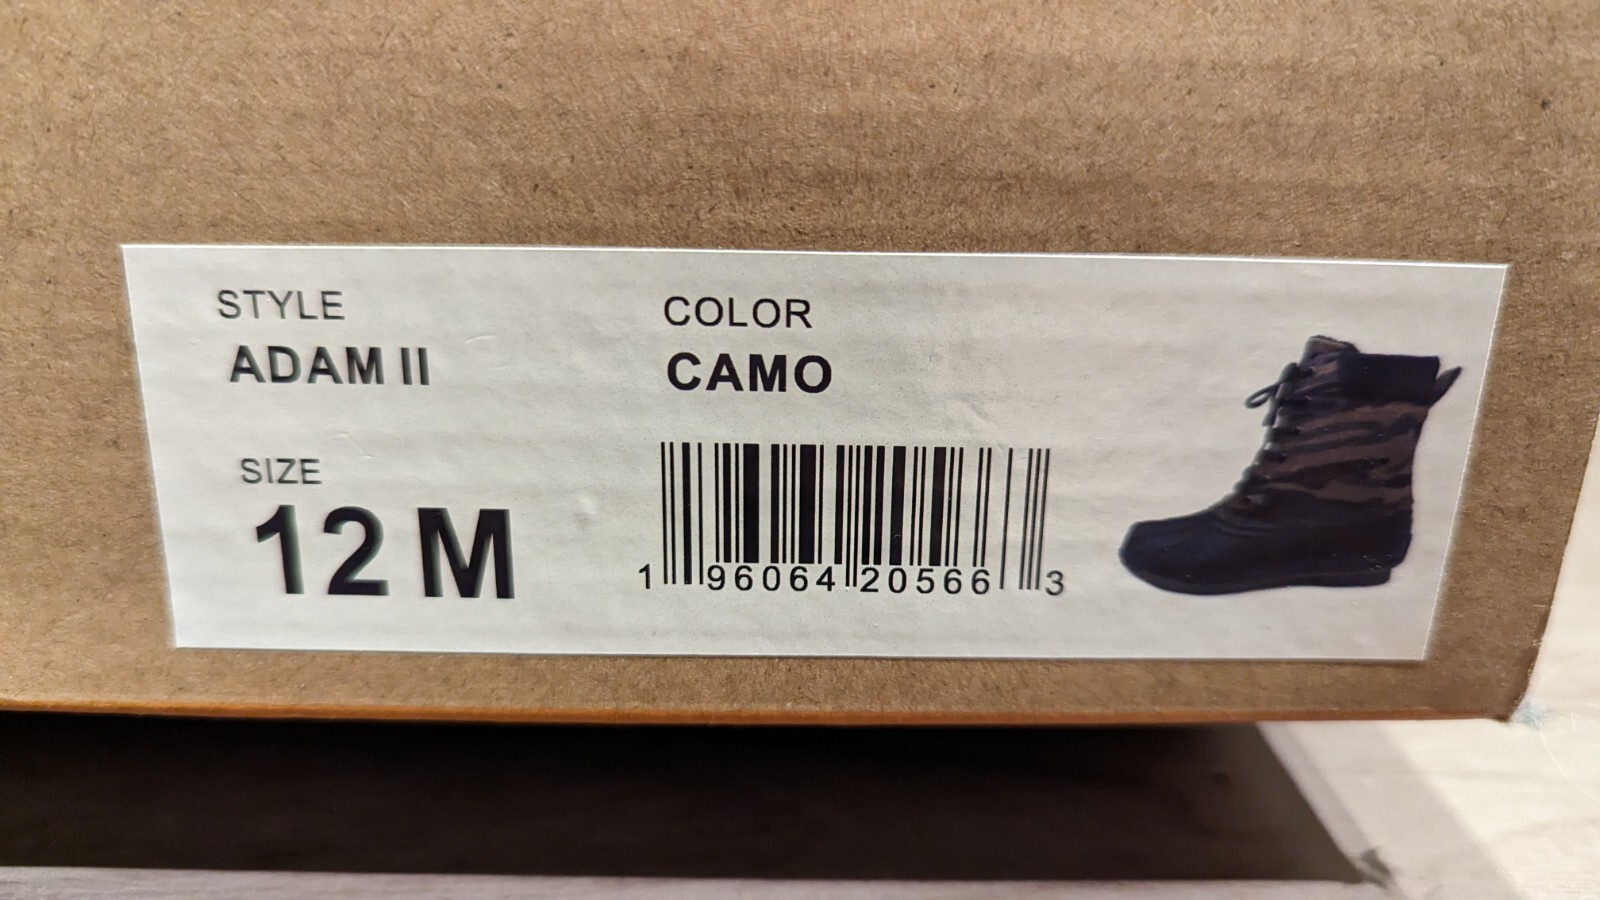 STYLE
ADAM II
COLOR
CAMO
SIZE
12 M
1 96064 20566 3